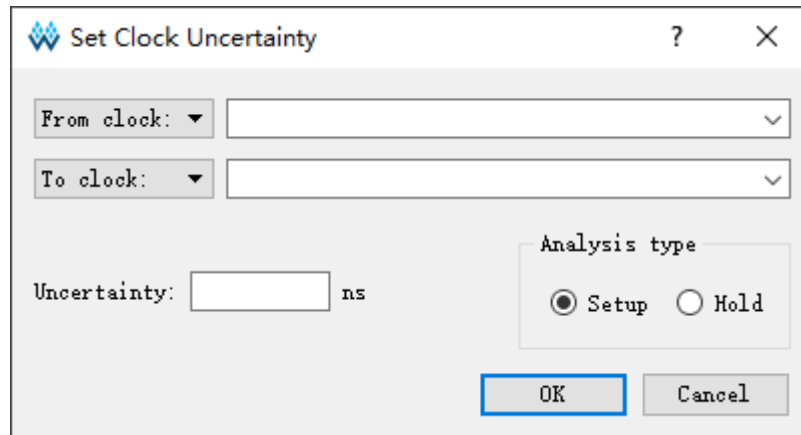 Set Clock Uncertainty ?
From clock:
To clock:
Analysis type
Uncertainty: ns
Setup Hold
OK Cancel